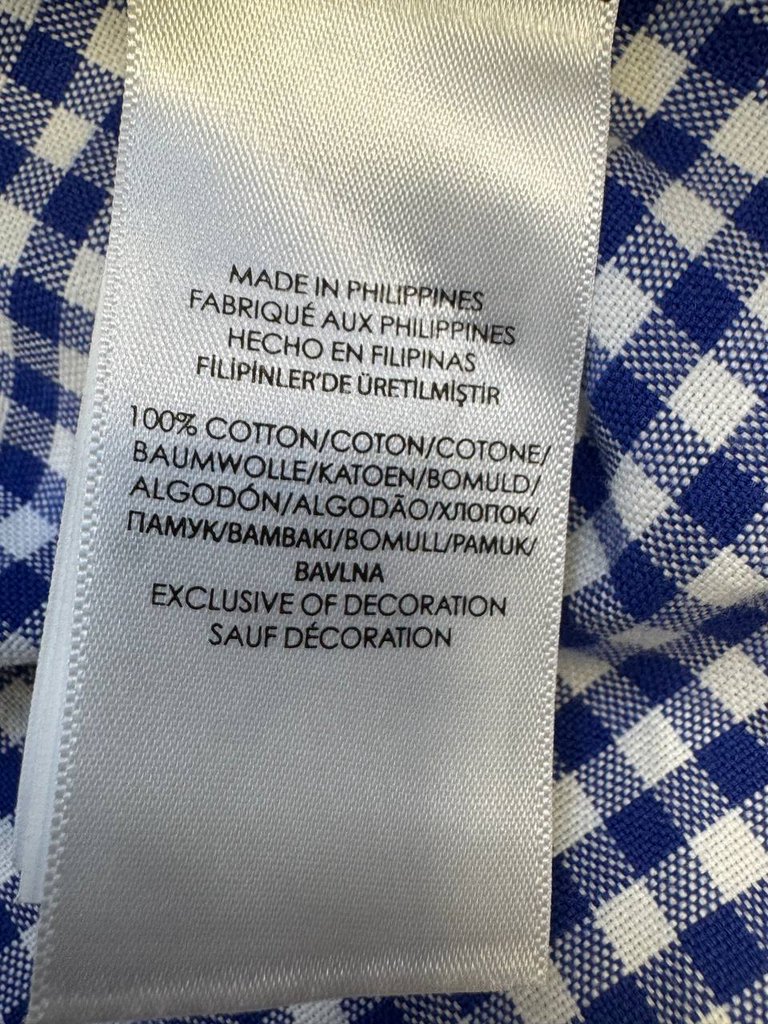 MADE IN PHILIPPINES
FABRIQUÉ AUX PHILIPPINES
HECHO EN FILIPINAS
FİLİPİNLER'DE ÜRETİLMİŞTİR
100% COTTON/COTON/COTONE/
BAUMWOLLE/KATOEN/BOMULD/
ALGODÓN/ALGODÃO/ХЛОПОК/
ПАМУК/BAMBAKI/BOMULL/PAMUK/
BAVLNA
EXCLUSIVE OF DECORATION
SAUF DÉCORATION